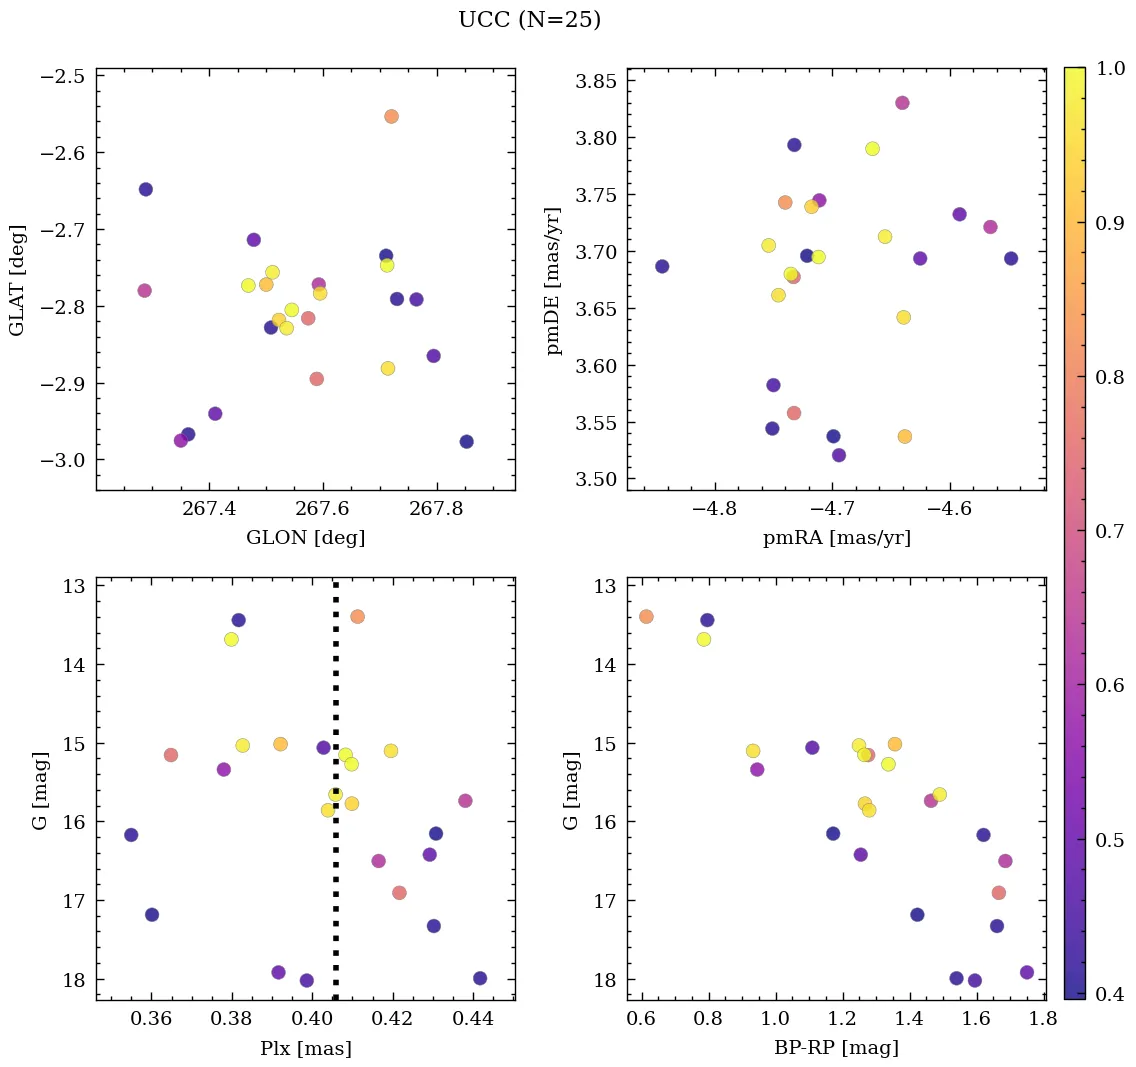 UCC (N=25)
−2.5
−2.6
−2.7
−2.8
−2.9
−3.0
GLAT [deg]
267.4 267.6 267.8
GLON [deg]
3.85
3.80
3.75
3.70
3.65
3.60
3.55
3.50
pmDE [mas/yr]
−4.8 −4.7 −4.6
pmRA [mas/yr]
13
14
15
16
17
18
G [mag]
0.36 0.38 0.40 0.42 0.44
Plx [mas]
13
14
15
16
17
18
G [mag]
0.6 0.8 1.0 1.2 1.4 1.6 1.8
BP-RP [mag]
1.0
0.9
0.8
0.7
0.6
0.5
0.4